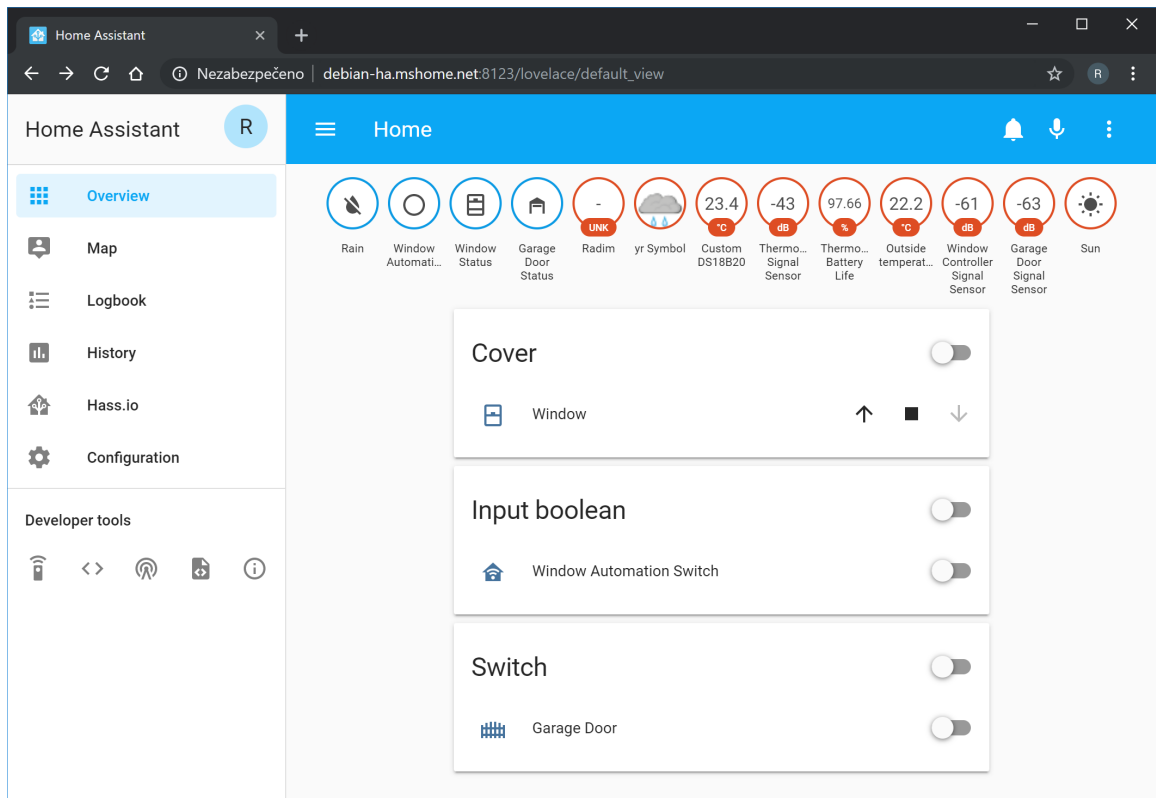 Home Assistant
Nezabezpečeno debian-ha.mshome.net:8123/lovelace/default_view R
Home Assistant R
Home
Overview
Map
Logbook
History
Hass.io
Configuration
Developer tools
Rain
Window
Automati...
Window
Status
Garage
Door
Status
-
UNK
Radim
yr Symbol
23.4
°C
Custom
DS18B20
-43
dB
Thermo...
Signal
Sensor
97.66
%
Thermo...
Battery
Life
22.2
°C
Outside
temperat...
-61
dB
Window
Controller
Signal
Sensor
-63
dB
Garage
Door
Signal
Sensor
Sun
Cover
Window
Input boolean
Window Automation Switch
Switch
Garage Door